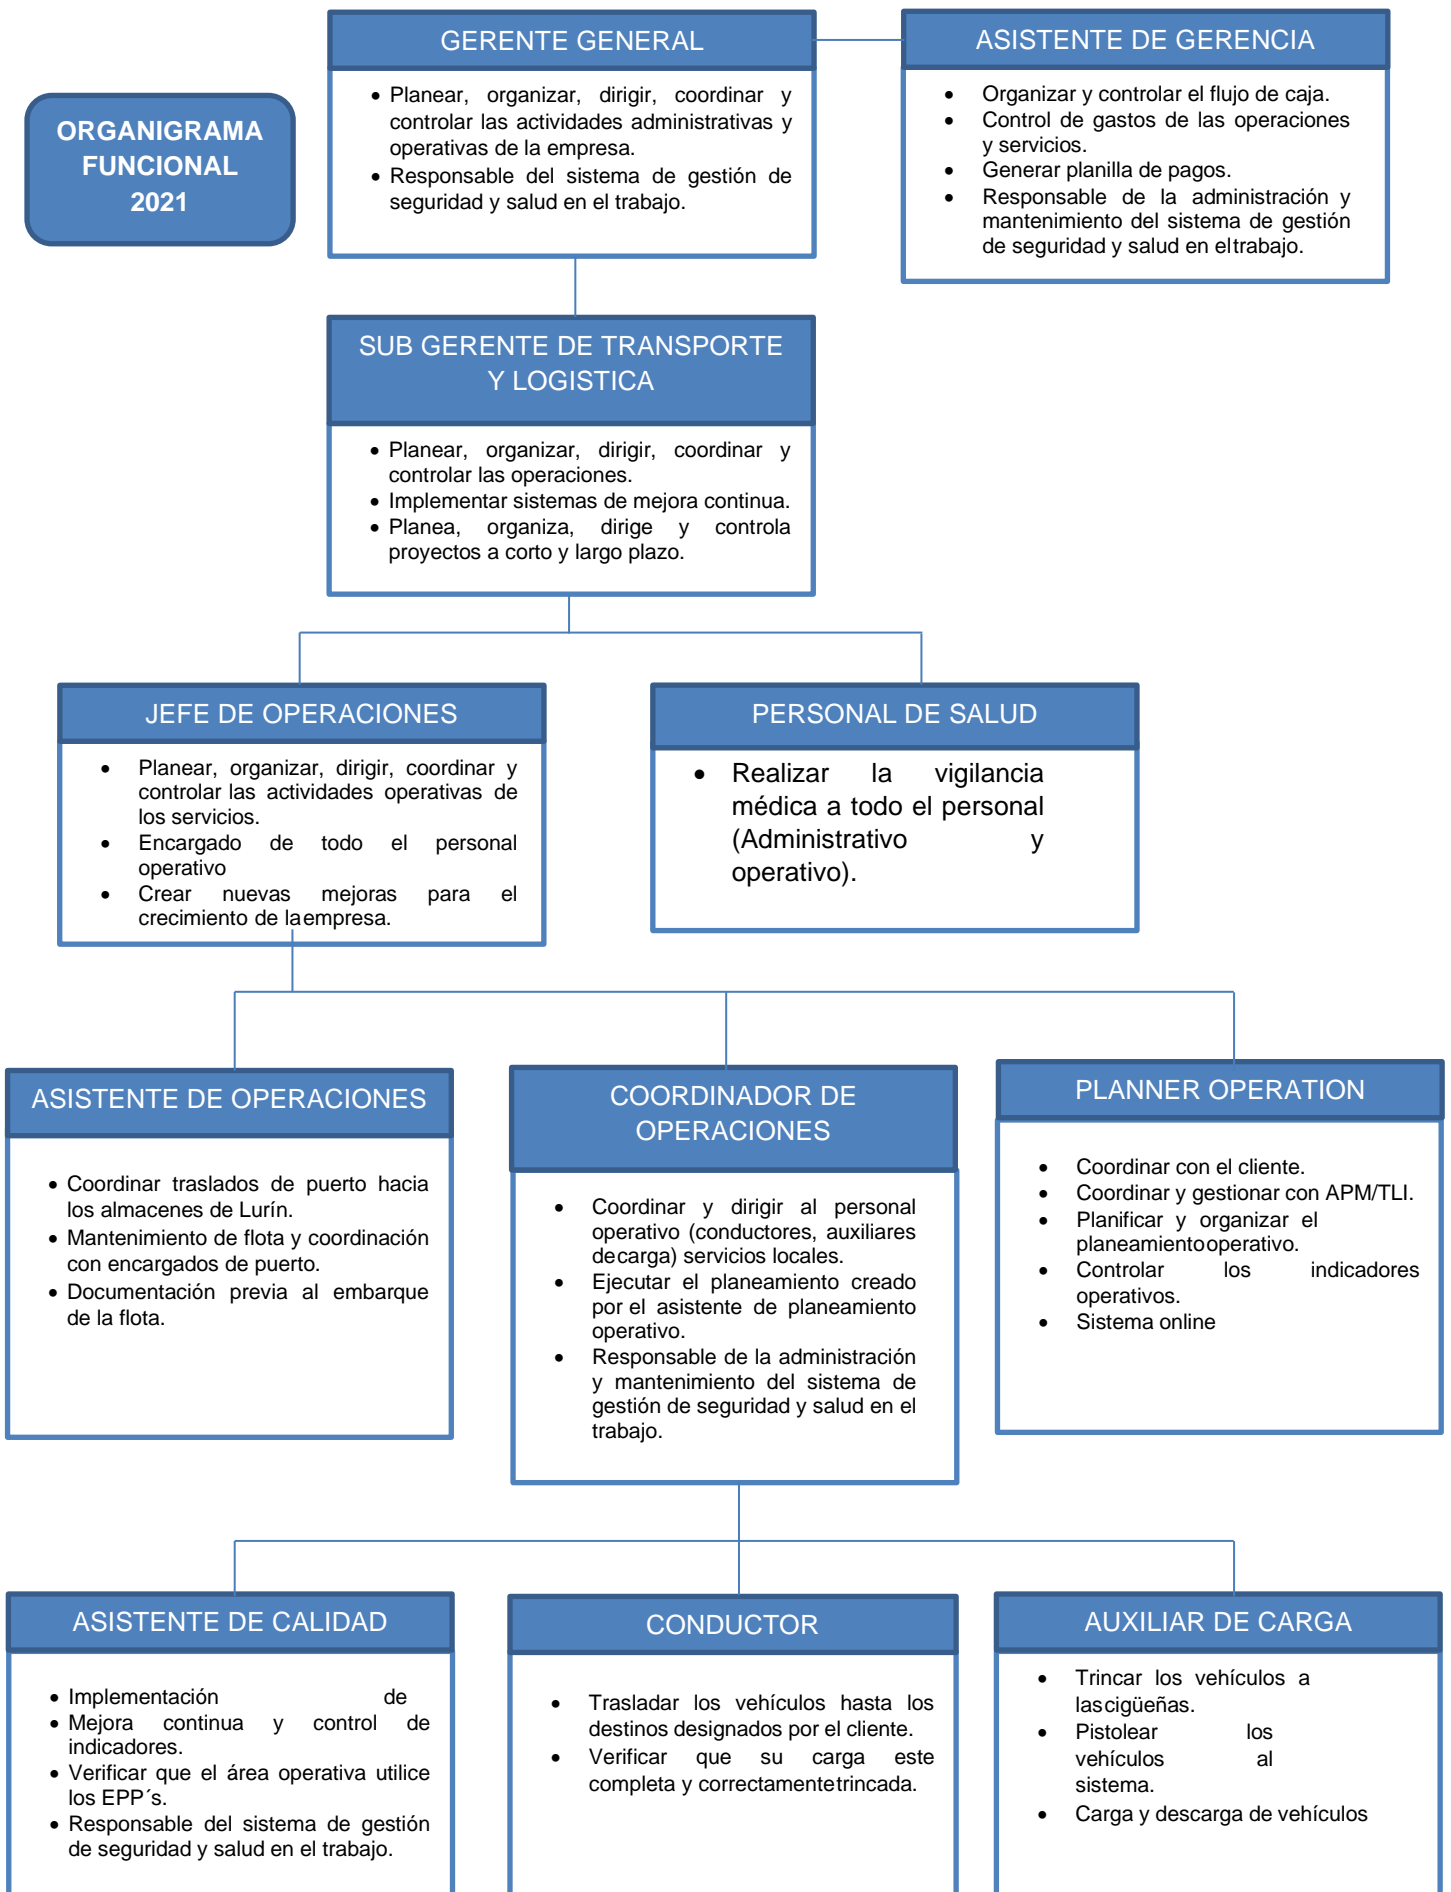 GERENTE GENERAL
• Planear, organizar, dirigir, coordinar y
controlar las actividades administrativas y
operativas de la empresa.
• Responsable del sistema de gestión de
seguridad y salud en el trabajo.
ASISTENTE DE GERENCIA
• Organizar y controlar el flujo de caja.
• Control de gastos de las operaciones
y servicios.
• Generar planilla de pagos.
• Responsable de la administración y
mantenimiento del sistema de gestión
de seguridad y salud en eltrabajo.
ORGANIGRAMA
FUNCIONAL
2021
SUB GERENTE DE TRANSPORTE
Y LOGISTICA
• Planear, organizar, dirigir, coordinar y
controlar las operaciones.
• Implementar sistemas de mejora continua.
• Planea, organiza, dirige y controla
proyectos a corto y largo plazo.
JEFE DE OPERACIONES
• Planear, organizar, dirigir, coordinar y
controlar las actividades operativas de
los servicios.
• Encargado de todo el personal
operativo
• Crear nuevas mejoras para el
crecimiento de laempresa.
PERSONAL DE SALUD
• Realizar la vigilancia
médica a todo el personal
(Administrativo y
operativo).
ASISTENTE DE OPERACIONES
• Coordinar traslados de puerto hacia
los almacenes de Lurín.
• Mantenimiento de flota y coordinación
con encargados de puerto.
• Documentación previa al embarque
de la flota.
COORDINADOR DE
OPERACIONES
• Coordinar y dirigir al personal
operativo (conductores, auxiliares
decarga) servicios locales.
• Ejecutar el planeamiento creado
por el asistente de planeamiento
operativo.
• Responsable de la administración
y mantenimiento del sistema de
gestión de seguridad y salud en el
trabajo.
PLANNER OPERATION
• Coordinar con el cliente.
• Coordinar y gestionar con APM/TLI.
• Planificar y organizar el
planeamientooperativo.
• Controlar los indicadores
operativos.
• Sistema online
ASISTENTE DE CALIDAD
• Implementación de
• Mejora continua y control de
indicadores.
• Verificar que el área operativa utilice
los EPP´s.
• Responsable del sistema de gestión
de seguridad y salud en el trabajo.
CONDUCTOR
• Trasladar los vehículos hasta los
destinos designados por el cliente.
• Verificar que su carga este
completa y correctamentetrincada.
AUXILIAR DE CARGA
• Trincar los vehículos a
lascigüeñas.
• Pistolear los
vehículos al
sistema.
• Carga y descarga de vehículos